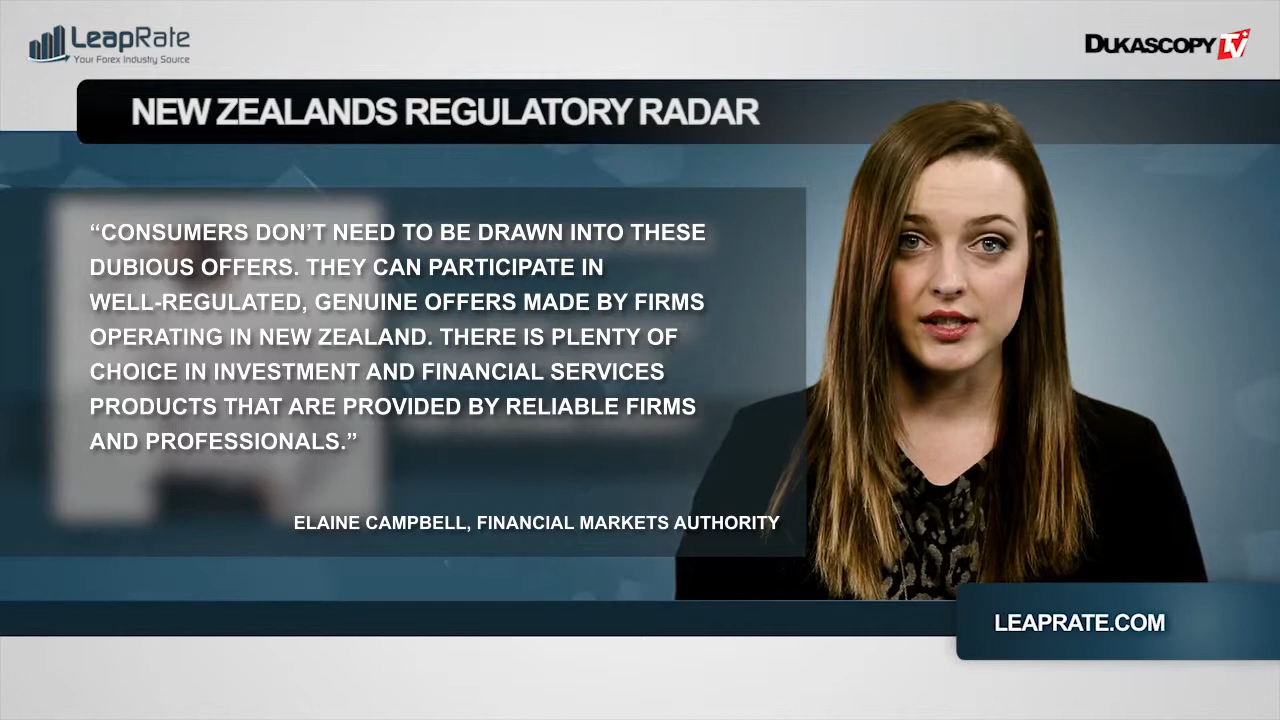 LeapRate
Your Forex Industry Source
DUKASCOPY TV
NEW ZEALANDS REGULATORY RADAR
“CONSUMERS DON’T NEED TO BE DRAWN INTO THESE
DUBIOUS OFFERS. THEY CAN PARTICIPATE IN
WELL-REGULATED, GENUINE OFFERS MADE BY FIRMS
OPERATING IN NEW ZEALAND. THERE IS PLENTY OF
CHOICE IN INVESTMENT AND FINANCIAL SERVICES
PRODUCTS THAT ARE PROVIDED BY RELIABLE FIRMS
AND PROFESSIONALS.”
ELAINE CAMPBELL, FINANCIAL MARKETS AUTHORITY
LEAPRATE.COM